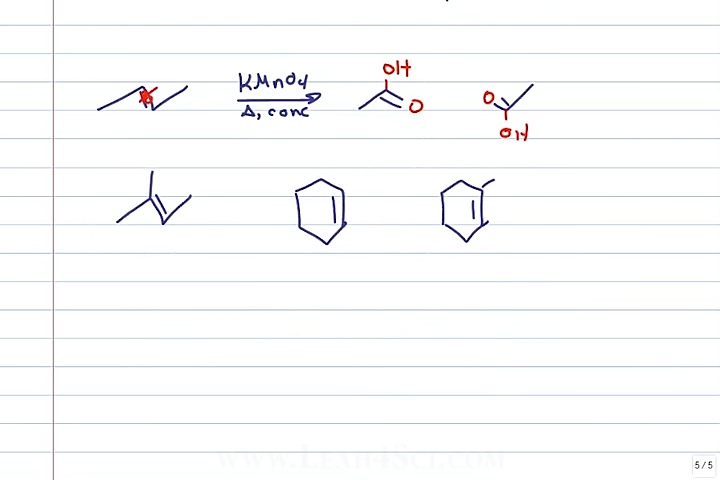 KMnO4
Δ, conc
OH
O
O
OH
5 / 5
www.Leah4Sci.com